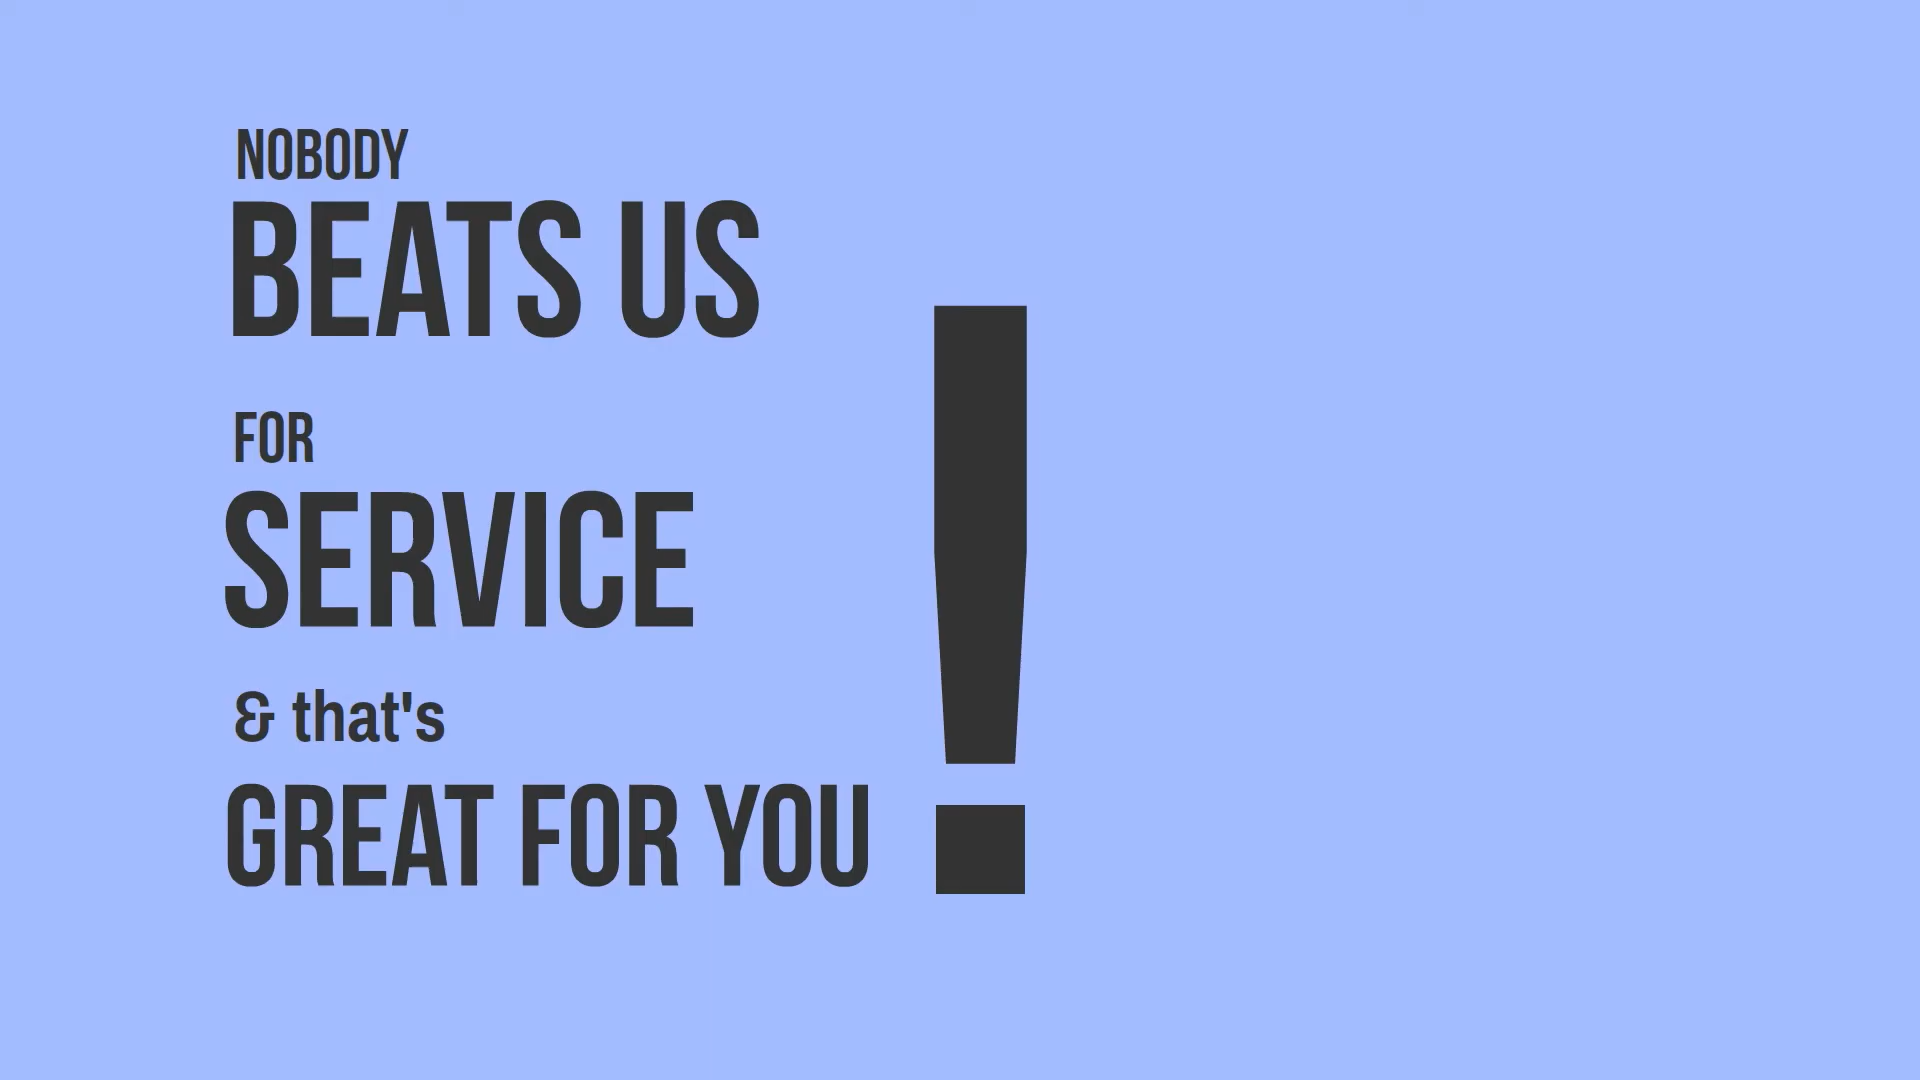 NOBODY
BEATS US
FOR
SERVICE
& that's
GREAT FOR YOU!